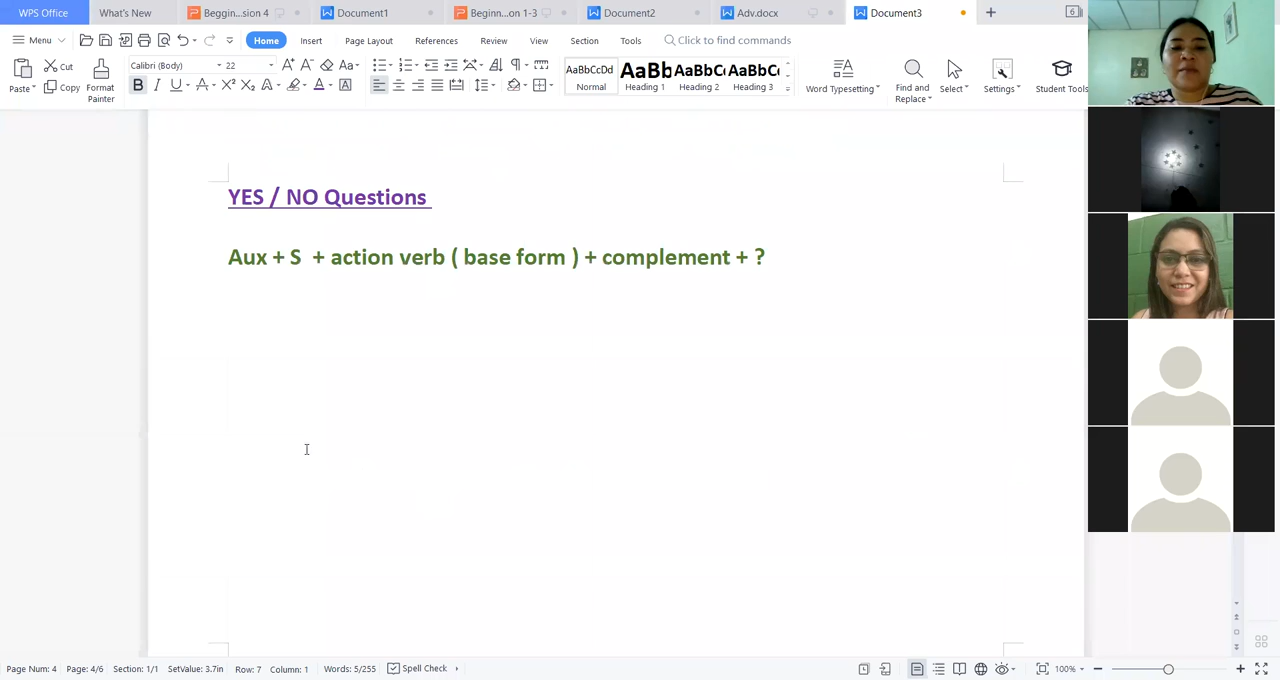 WPS Office What's New Beggin...sion 4 Document1 Beginn...on 1-3 Document2 Adv.docx Document3 + 6
Menu Home Insert Page Layout References Review View Section Tools Click to find commands
Paste Cut Copy Format Painter Calibri (Body) 22 AaBbCcDd Normal AaBb Heading 1 AaBbCc Heading 2 AaBbCc Heading 3 Word Typesetting Find and Replace Select Settings Student Tools
YES / NO Questions
Aux + S + action verb ( base form ) + complement + ?
Page Num: 4 Page: 4/6 Section: 1/1 SetValue: 3.7in Row: 7 Column: 1 Words: 5/255 Spell Check 100%